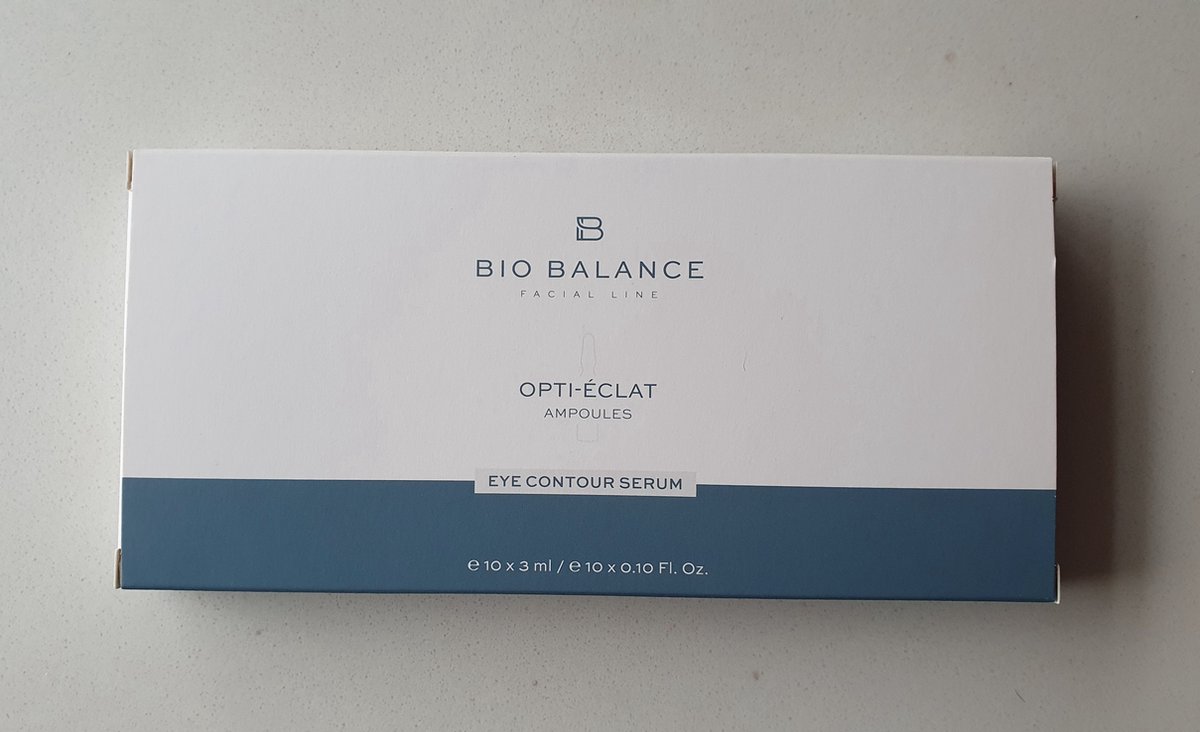 B
BIO BALANCE
FACIAL LINE
OPTI-ÉCLAT
AMPOULES
EYE CONTOUR SERUM
℮ 10 x 3 ml / ℮ 10 x 0.10 Fl. Oz.